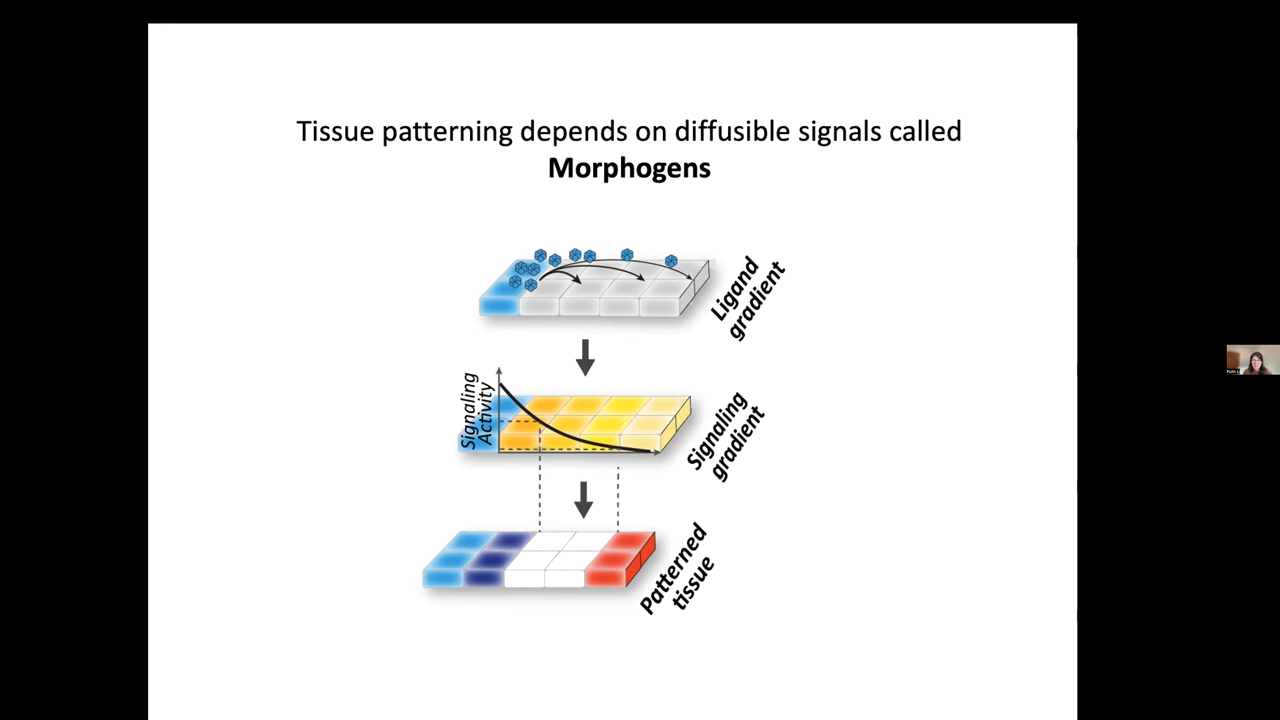 Tissue patterning depends on diffusible signals called
Morphogens
Ligand
gradient
Signaling
Activity
Signaling
gradient
Patterned
tissue